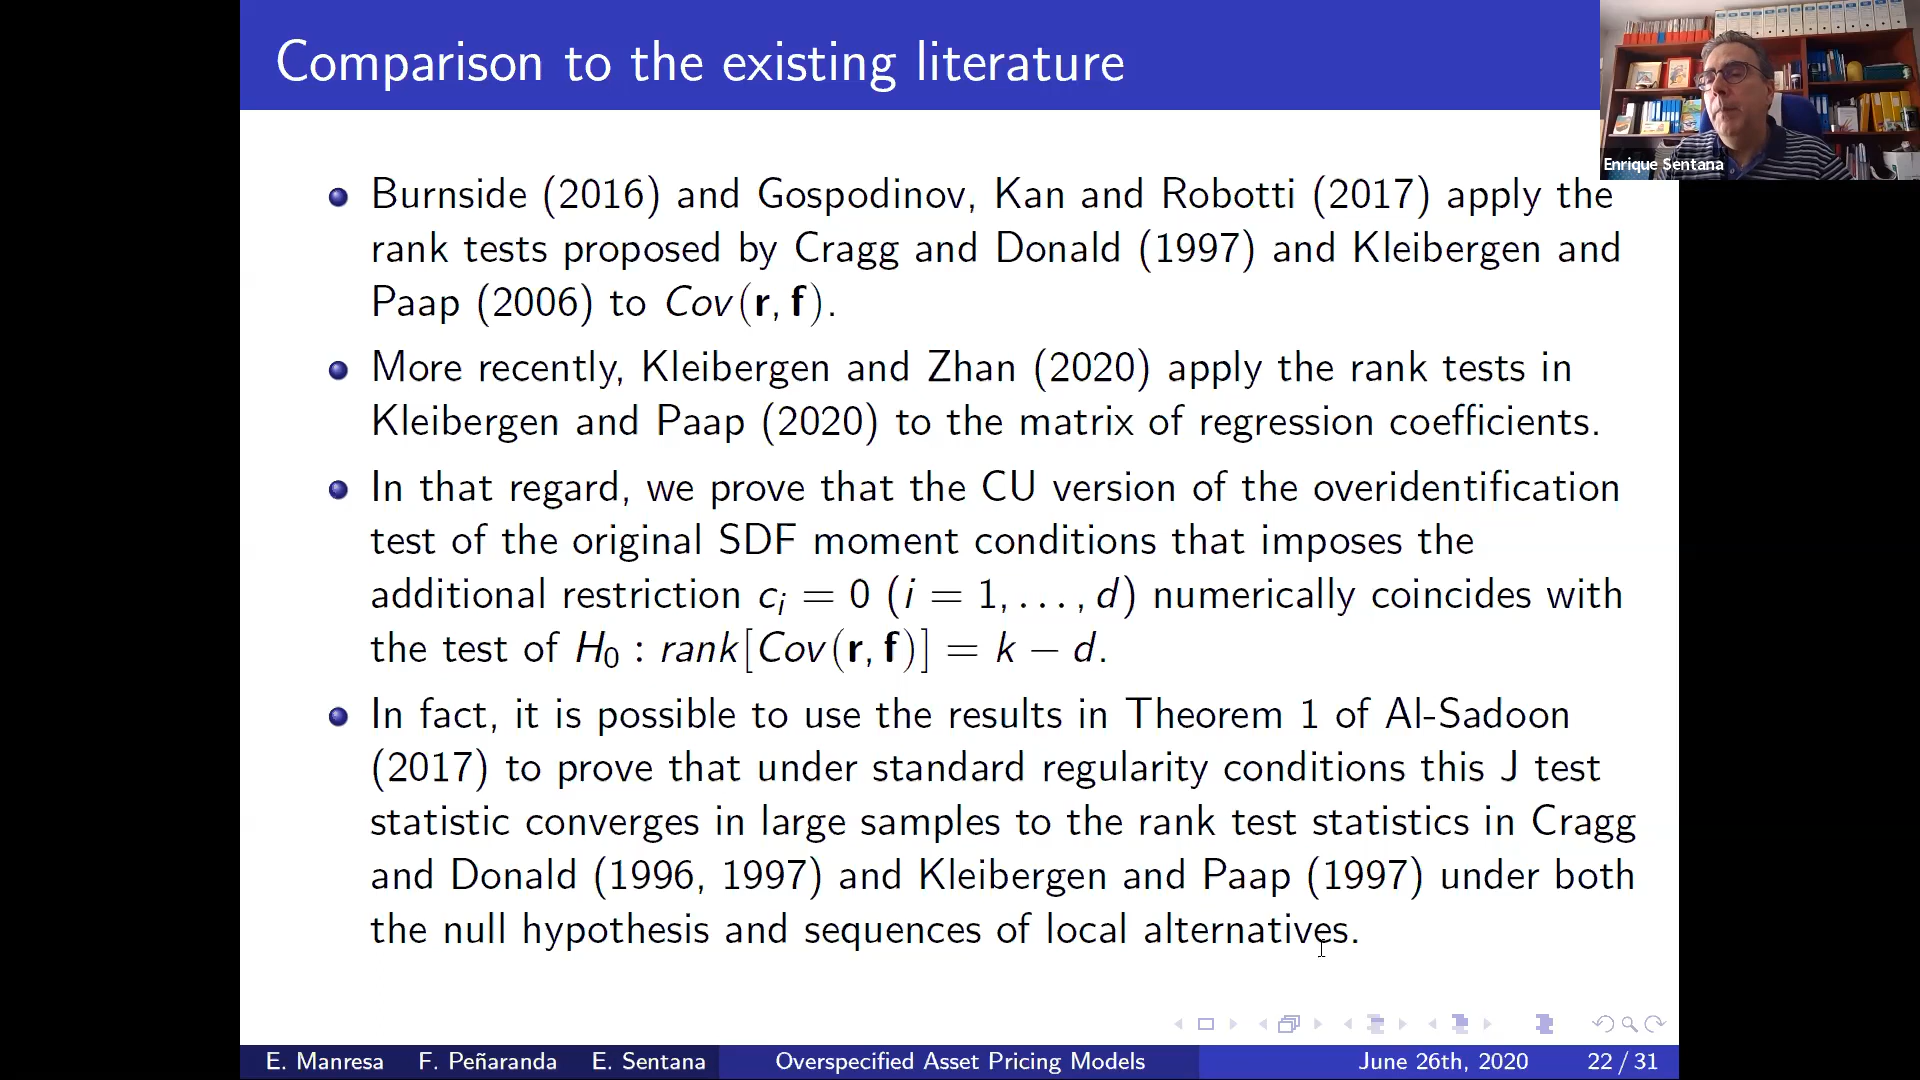 Comparison to the existing literature
Enrique Sentana
Burnside (2016) and Gospodinov, Kan and Robotti (2017) apply the
rank tests proposed by Cragg and Donald (1997) and Kleibergen and
Paap (2006) to Cov(r, f).
More recently, Kleibergen and Zhan (2020) apply the rank tests in
Kleibergen and Paap (2020) to the matrix of regression coefficients.
In that regard, we prove that the CU version of the overidentification
test of the original SDF moment conditions that imposes the
additional restriction cᵢ = 0 (i = 1, . . . , d) numerically coincides with
the test of H₀ : rank[Cov(r, f)] = k − d.
In fact, it is possible to use the results in Theorem 1 of Al-Sadoon
(2017) to prove that under standard regularity conditions this J test
statistic converges in large samples to the rank test statistics in Cragg
and Donald (1996, 1997) and Kleibergen and Paap (1997) under both
the null hypothesis and sequences of local alternatives.
E. Manresa F. Peñaranda E. Sentana Overspecified Asset Pricing Models June 26th, 2020 22 / 31